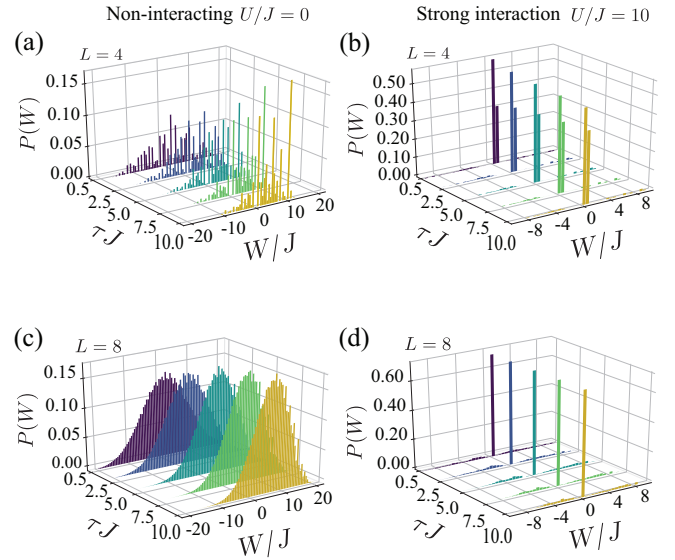 Non-interacting U/J = 0
Strong interaction U/J = 10
(a)
L = 4
P(W)
0.15
0.10
0.05
0.00
0.5
2.5
5.0
7.5
10.0
τJ
-20
-10
0
10
20
W/J
(b)
L = 4
P(W)
0.50
0.40
0.30
0.20
0.10
0.00
0.5
2.5
5.0
7.5
10.0
τJ
-8
-4
0
4
8
W/J
(c)
L = 8
P(W)
0.15
0.10
0.05
0.00
0.5
2.5
5.0
7.5
10.0
τJ
-20
-10
0
10
20
W/J
(d)
L = 8
P(W)
0.60
0.40
0.20
0.00
0.5
2.5
5.0
7.5
10.0
τJ
-8
-4
0
4
8
W/J